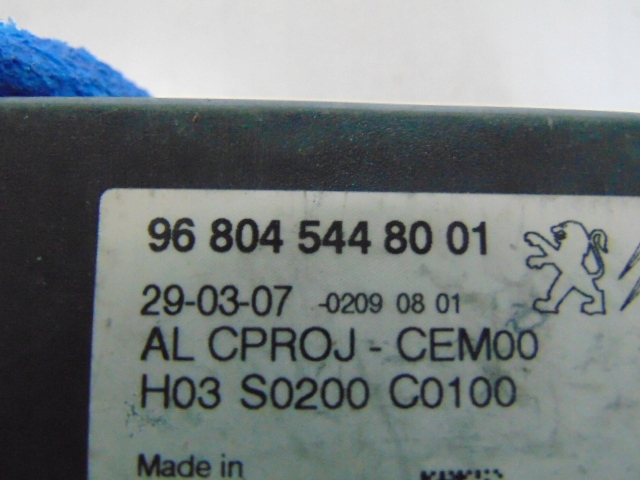 96 804 544 80 01
29-03-07 -0209 08 01
AL CPROJ - CEM00
H03 S0200 C0100
Made in